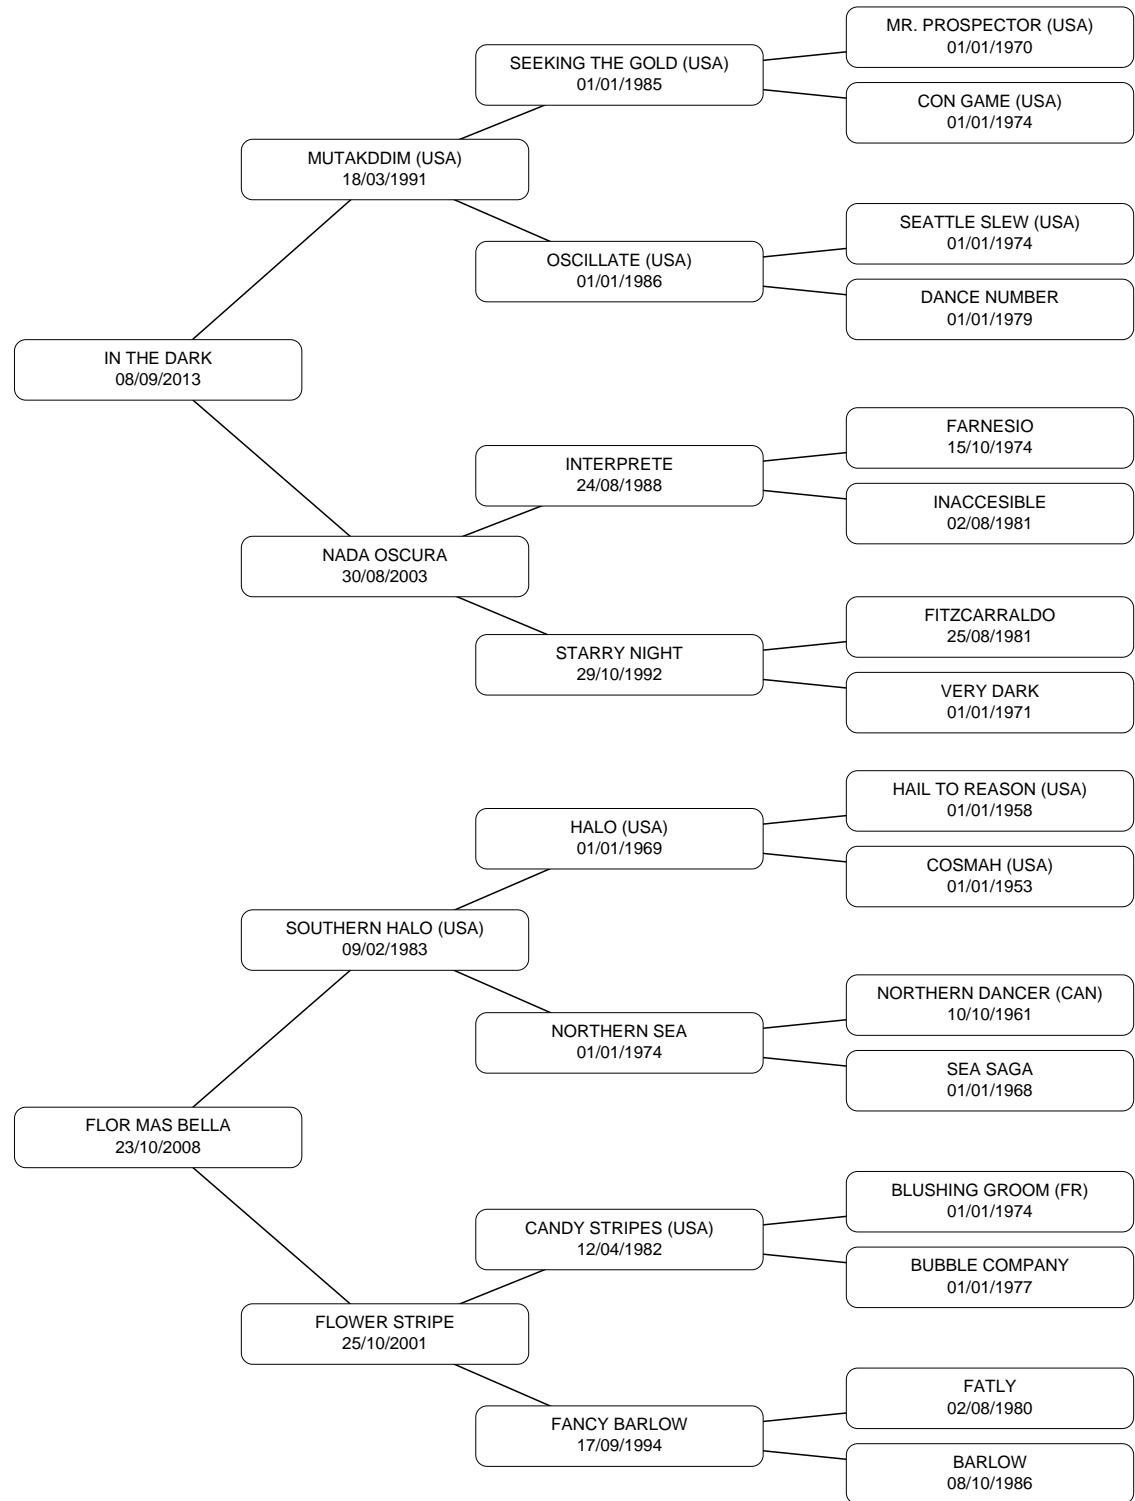 MR. PROSPECTOR (USA)
01/01/1970
SEEKING THE GOLD (USA)
01/01/1985
CON GAME (USA)
01/01/1974
MUTAKDDIM (USA)
18/03/1991
SEATTLE SLEW (USA)
01/01/1974
OSCILLATE (USA)
01/01/1986
DANCE NUMBER
01/01/1979
IN THE DARK
08/09/2013
FARNESIO
15/10/1974
INTERPRETE
24/08/1988
INACCESIBLE
02/08/1981
NADA OSCURA
30/08/2003
FITZCARRALDO
25/08/1981
STARRY NIGHT
29/10/1992
VERY DARK
01/01/1971
HAIL TO REASON (USA)
01/01/1958
HALO (USA)
01/01/1969
COSMAH (USA)
01/01/1953
SOUTHERN HALO (USA)
09/02/1983
NORTHERN DANCER (CAN)
10/10/1961
NORTHERN SEA
01/01/1974
SEA SAGA
01/01/1968
FLOR MAS BELLA
23/10/2008
BLUSHING GROOM (FR)
01/01/1974
CANDY STRIPES (USA)
12/04/1982
BUBBLE COMPANY
01/01/1977
FLOWER STRIPE
25/10/2001
FATLY
02/08/1980
FANCY BARLOW
17/09/1994
BARLOW
08/10/1986